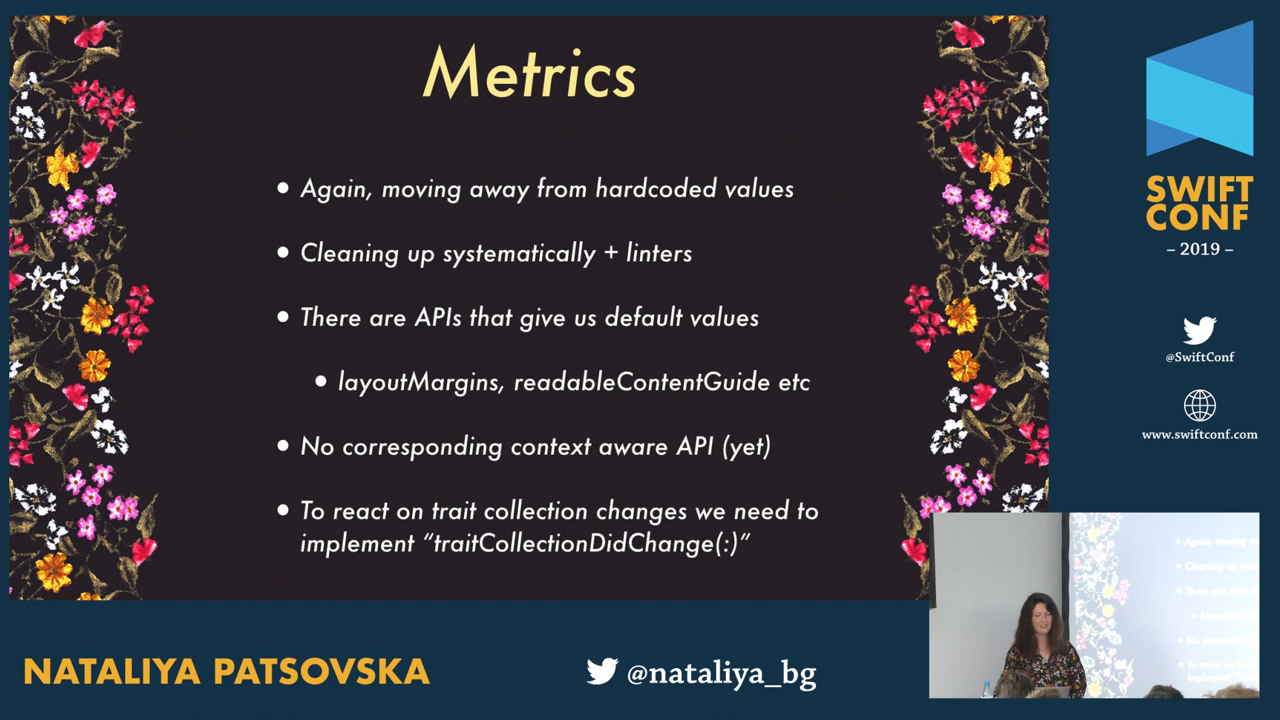 Metrics
• Again, moving away from hardcoded values
• Cleaning up systematically + linters
• There are APIs that give us default values
• layoutMargins, readableContentGuide etc
• No corresponding context aware API (yet)
• To react on trait collection changes we need to
implement “traitCollectionDidChange(:)”
SWIFT
CONF
– 2019 –
@SwiftConf
www.swiftconf.com
NATALIYA PATSOVSKA
@nataliya_bg